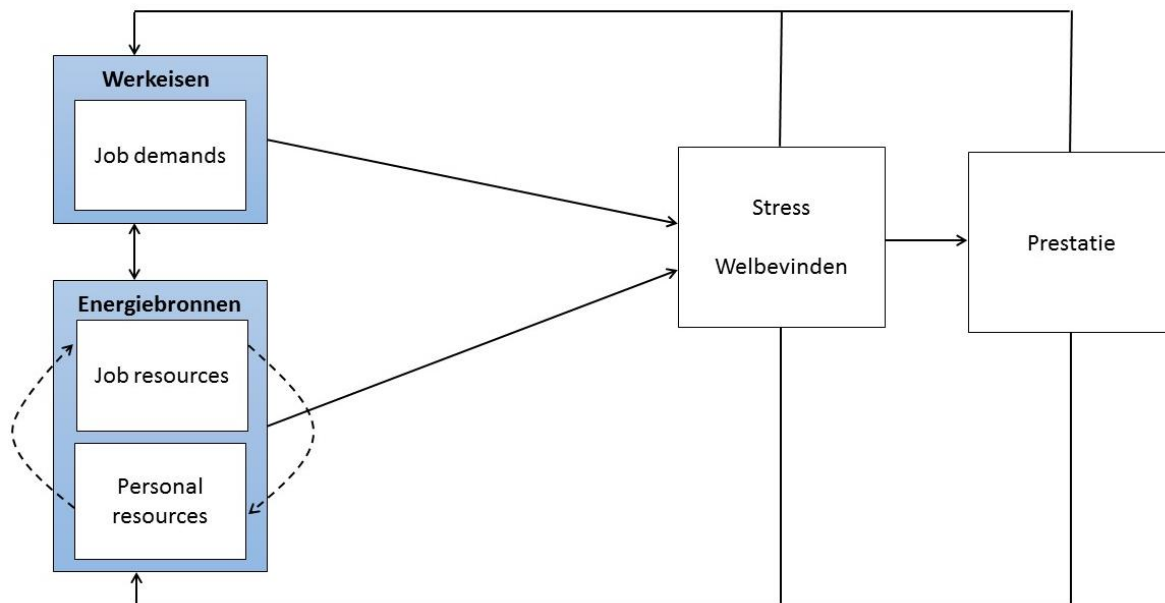 Werkeisen
Job demands
Energiebronnen
Job resources
Personal
resources
Stress
Welbevinden
Prestatie